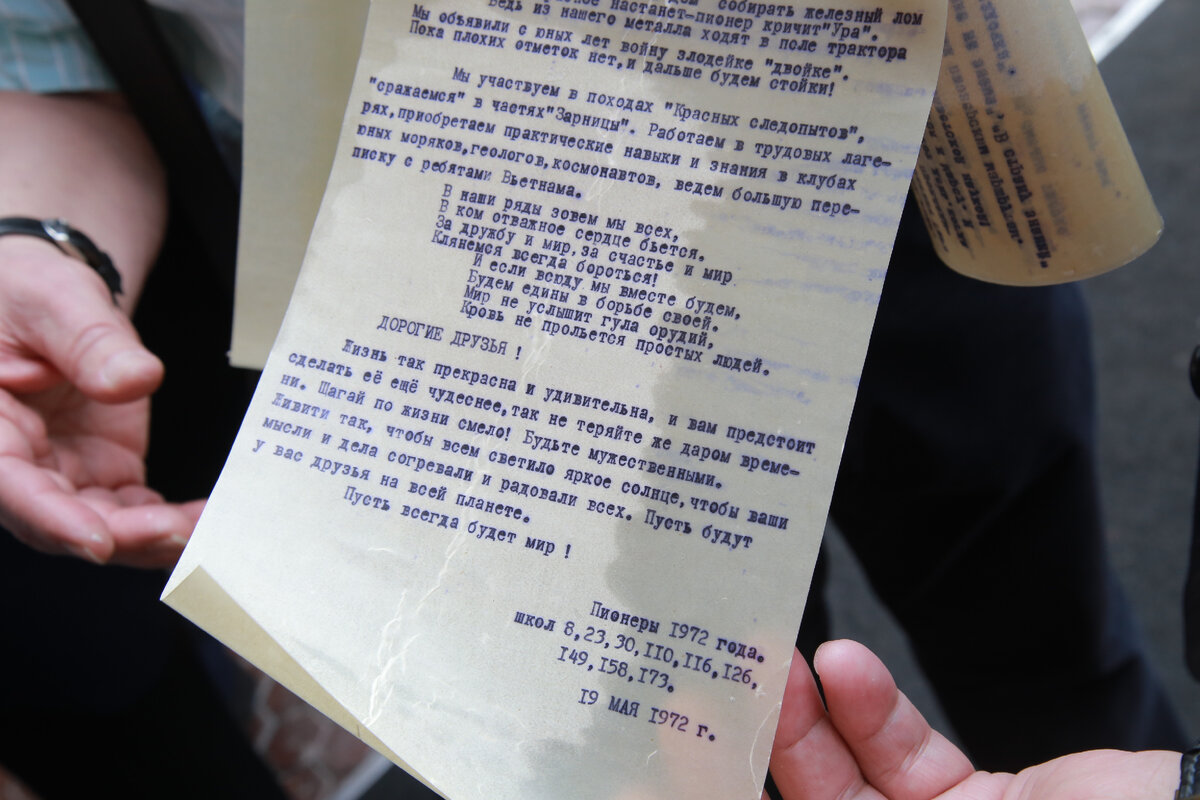 собирать железный лом
настанет-пионер кричит"Ура".
Ведь из нашего металла ходят в поле трактора
Мы объявили с юных лет войну злодейке "двойке".
Пока плохих отметок нет,и дальше будем стойки!
Мы участвуем в походах "Красных следопытов",
"сражаемся" в частях"Зарницы". Работаем в трудовых лаге-
рях,приобретаем практические навыки и знания в клубах
юных моряков,геологов,космонавтов, ведем большую пере-
писку с ребятами Вьетнама.
В наши ряды зовем мы всех,
В ком отважное сердце бьется.
За дружбу и мир,за счастье и мир
Клянемся всегда бороться!
И если всюду мы вместе будем,
Будем едины в борьбе своей.
Мир не услышит гула орудий,
Кровь не прольется простых людей.
ДОРОГИЕ ДРУЗЬЯ !
Жизнь так прекрасна и удивительна, и вам предстоит
сделать её ещё чудеснее,так не теряйте же даром време-
ни. Шагай по жизни смело! Будьте мужественными.
Живити так, чтобы всем светило яркое солнце,чтобы ваши
мысли и дела согревали и радовали всех. Пусть будут
у вас друзья на всей планете.
Пусть всегда будет мир !
Пионеры 1972 года.
школ 8,23,30,110,116,126,
149,158,173.
19 МАЯ 1972 г.